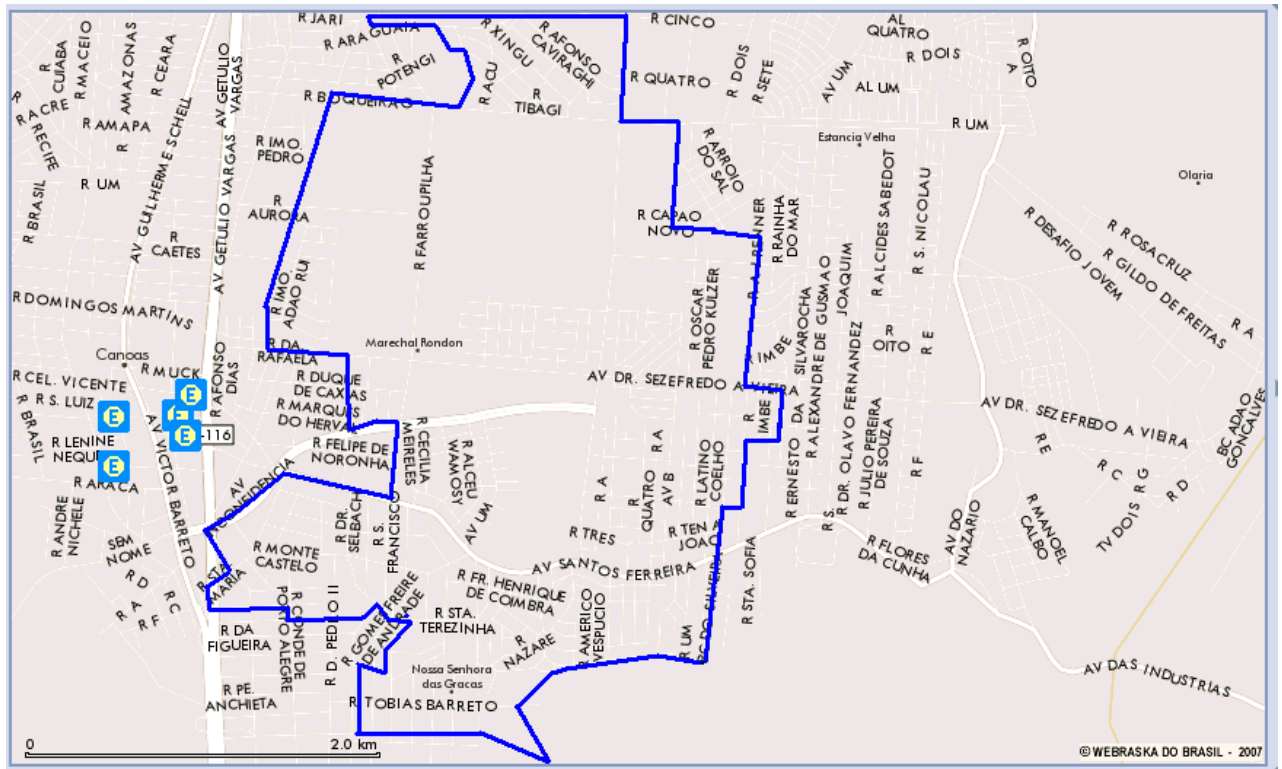 R JARI
R ARAGUAIA
R XINGU
R AFONSO
CAVIRAGHI
R CINCO
AL
QUATRO
R DOIS
R OITO
A
R
CUIABA
R MACEIO
R AMAZONAS
R CEARA
AV GETULIO
VARGAS
R
POTENGI
R ACU
R QUATRO
R DOIS
R SETE
AV UM
AL UM
R
ACRE
R
RECIFE
R AMAPA
AV GUILHERME SCHELL
AV GETULIO VARGAS
R BOQUEIRAO
R
TIBAGI
R UM
Estancia Velha
R IMO.
PEDRO
R ARROIO
DO SAL
Olaria
R BRASIL
R UM
R
AURORA
R FARROUPILHA
R CAPAO
NOVO
R RAINHA
DO MAR
R ALCIDES SABEDOT
R S. NICOLAU
R ROSACRUZ
R DESAFIO JOVEM
R GILDO DE FREITAS
R A
R
CAETES
R IMO.
ADAO RUI
R OSCAR
PEDRO KULZER
R DOMINGOS MARTINS
R DA
RAFAELA
Marechal Rondon
R IMBE
R ALEXANDRE DE GUSMAO
JOAQUIM
R
OITO
R E
Canoas
R MUCK
R CEL. VICENTE
R S. LUIZ
R AFONSO
DIAS
R DUQUE
DE CAXIAS
R MARQUES
DO HERVAL
AV DR. SEZEFREDO A VIEIRA
R
IMBE
R ERNESTO DA SILVAROCHA
R DR. OLAVO FERNANDEZ
R JULIO PEREIRA
DE SOUZA
AV DR. SEZEFREDO A VIEIRA
BC ADAO
GONCALVES
R BRASIL
R LENINE
NEQU
-116
R FELIPE DE
NORONHA
R CECILIA
MEIRELES
R ALCEU
WAMOSY
R A
R
QUATRO
R A
AV B
R LATINO
COELHO
R F
R E
R C
R G
R D
R ARACA
AV VICTOR BARRETO
AV
R ANDRE
NICHELE
SEM
NOME
R DR.
SELBACH
R S.
FRANCISCO
AV UM
R TRES
R TEN
JOAO
R S.
AV DO
NAZARIO
R MANOEL
CALBO
TV DOIS
R MONTE
CASTELO
R STA
MARIA
AV SANTOS FERREIRA
R FLORES
DA CUNHA
R D
R C
R A
R F
R DA
FIGUEIRA
R CONDE DE
PORTO ALEGRE
R D. PEDRO II
R GOMES FREIRE
DE ANDRADE
R FR. HENRIQUE
DE COIMBRA
R STA.
TEREZINHA
R
NAZARE
R AMERICO
VESPUCIO
R UM
R STA. SOFIA
Nossa Senhora
das Gracas
AV DAS INDUSTRIAS
R PE.
ANCHIETA
R TOBIAS BARRETO
0
2.0 km
© WEBRASKA DO BRASIL - 2007